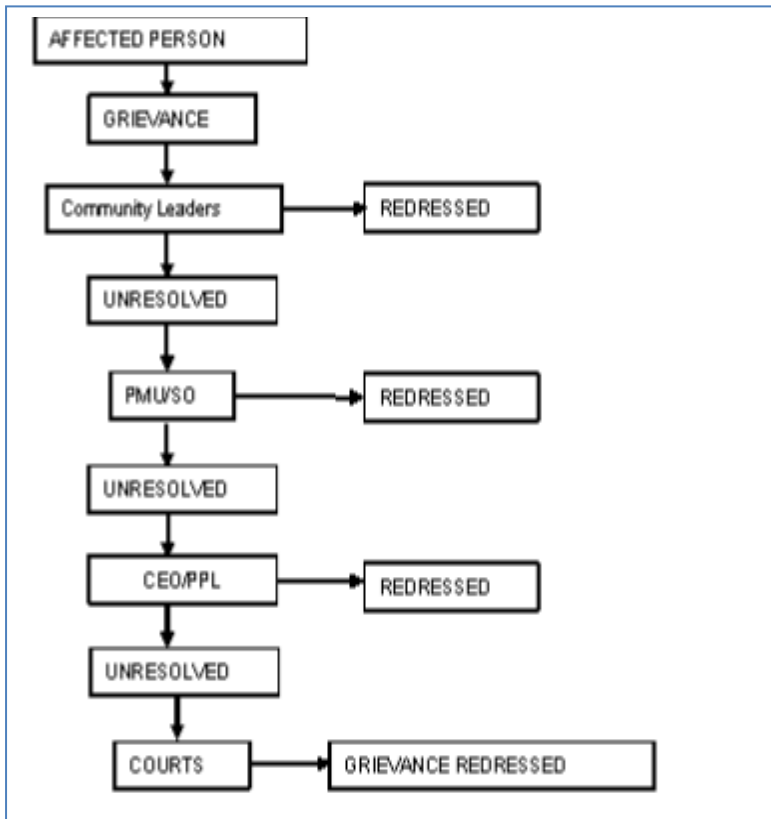 AFFECTED PERSON
GRIEVANCE
Community Leaders
REDRESSED
UNRESOLVED
PMU/SO
REDRESSED
UNRESOLVED
CEO/PPL
REDRESSED
UNRESOLVED
COURTS
GRIEVANCE REDRESSED